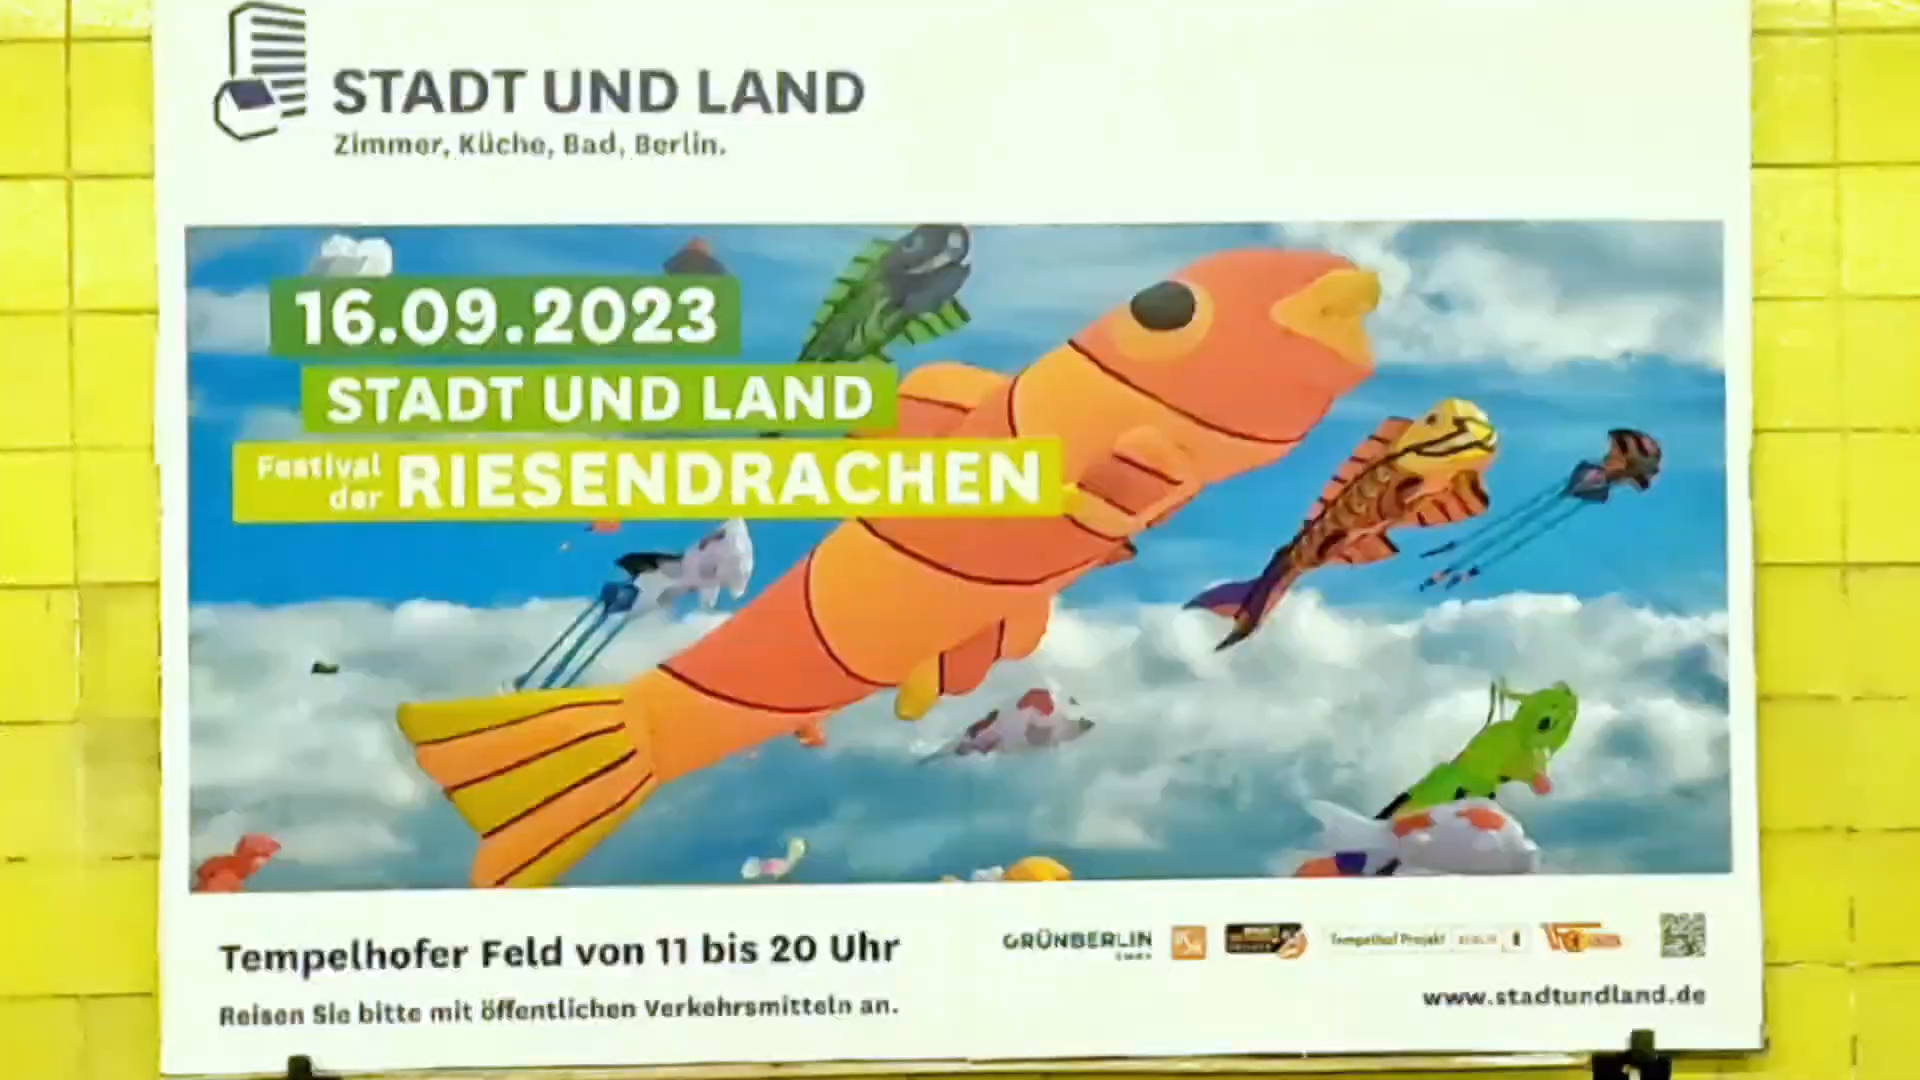 STADT UND LAND
Zimmer, Küche, Bad, Berlin.
16.09.2023
STADT UND LAND
Festival der RIESENDRACHEN
Tempelhofer Feld von 11 bis 20 Uhr
Reisen Sie bitte mit öffentlichen Verkehrsmitteln an.
GRÜNBERLIN
Tempelhof Projekt BERLIN
www.stadtundland.de